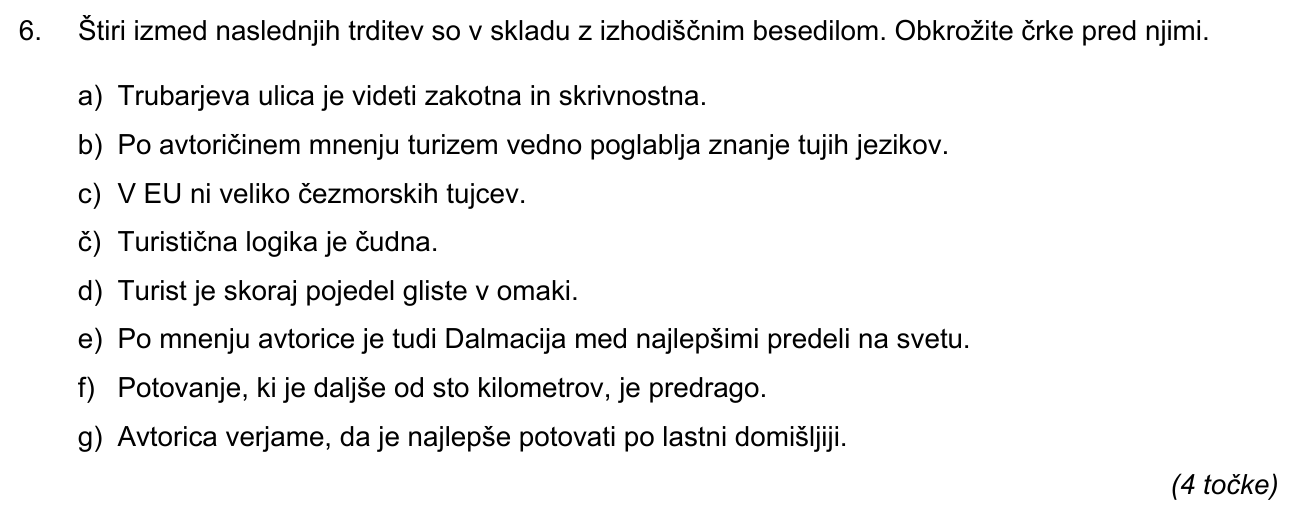 6. Štiri izmed naslednjih trditev so v skladu z izhodiščnim besedilom. Obkrožite črke pred njimi.
a) Trubarjeva ulica je videti zakotna in skrivnostna.
b) Po avtoričinem mnenju turizem vedno poglablja znanje tujih jezikov.
c) V EU ni veliko čezmorskih tujcev.
č) Turistična logika je čudna.
d) Turist je skoraj pojedel gliste v omaki.
e) Po mnenju avtorice je tudi Dalmacija med najlepšimi predeli na svetu.
f) Potovanje, ki je daljše od sto kilometrov, je predrago.
g) Avtorica verjame, da je najlepše potovati po lastni domišljiji.
(4 točke)